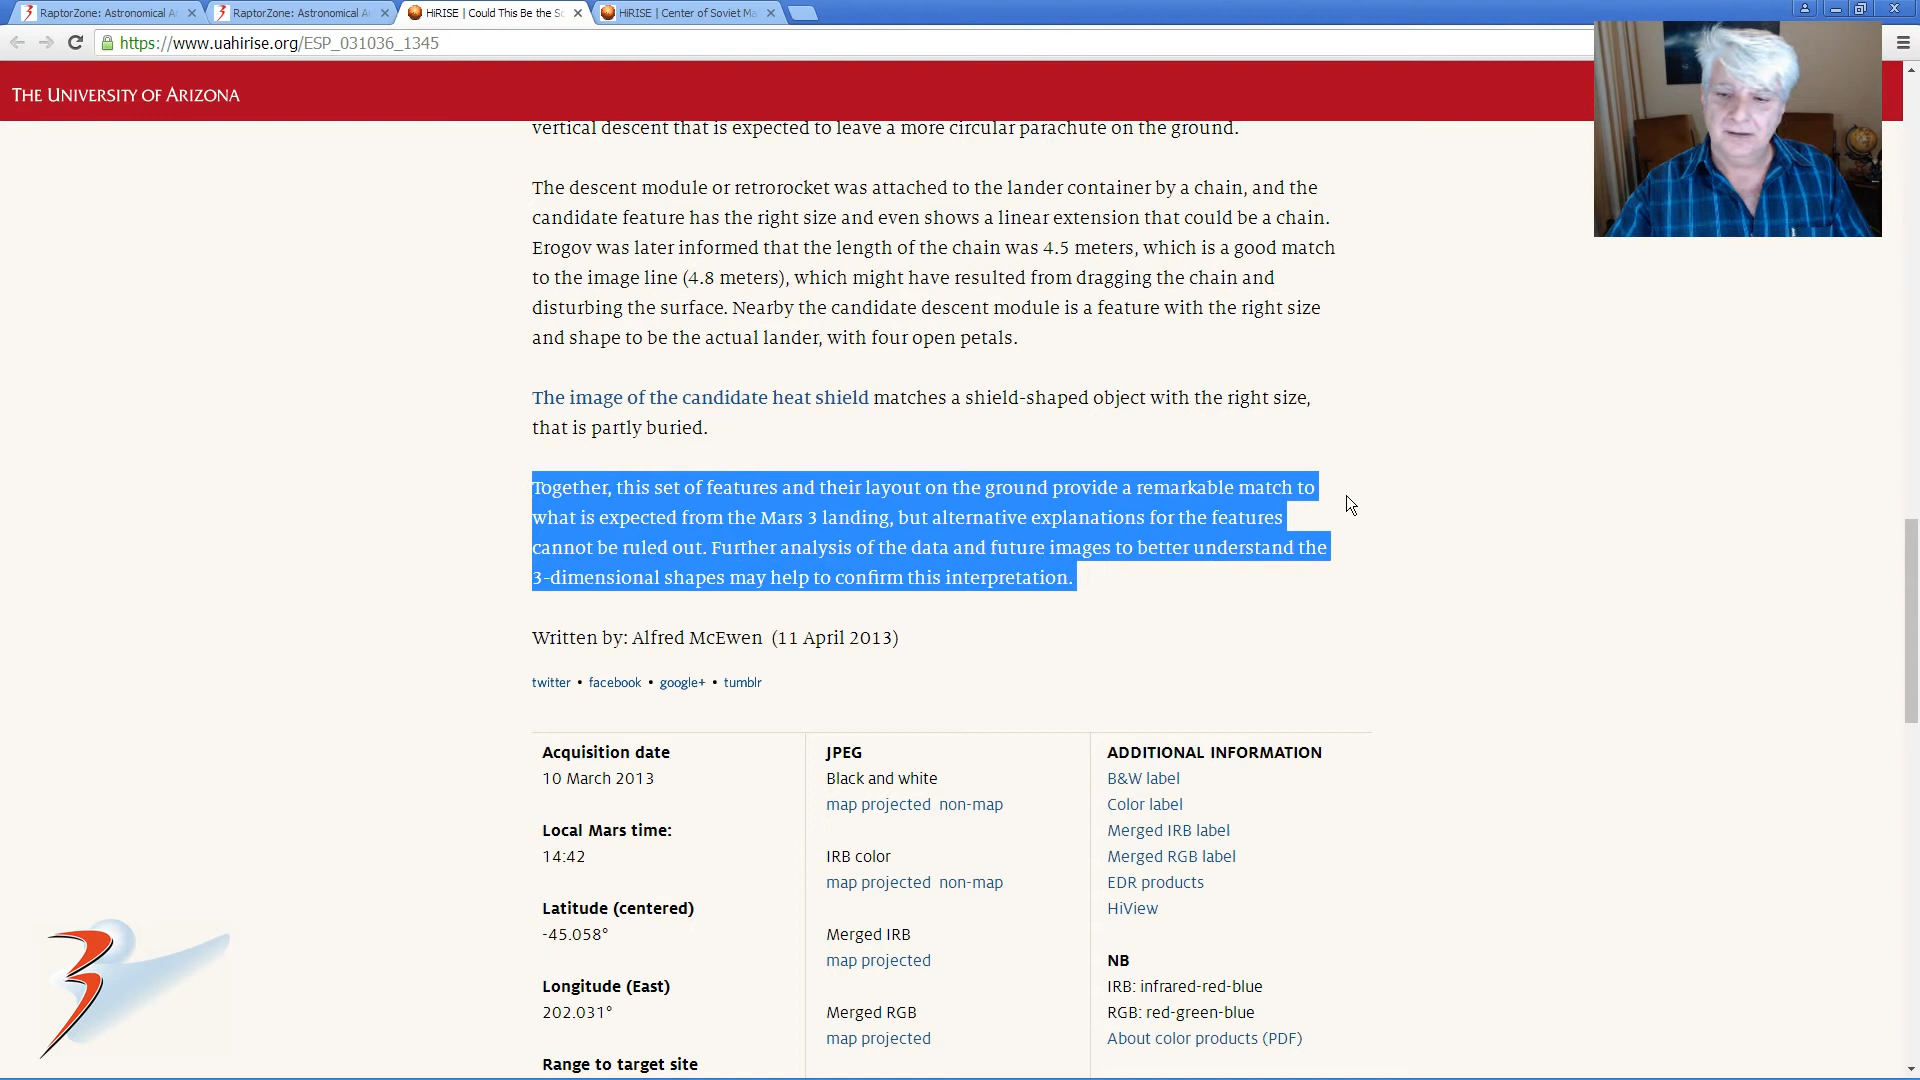 RaptorZone: Astronomical A
RaptorZone: Astronomical A
HiRISE | Could This Be the So
HiRISE | Center of Soviet Ma
https://www.uahirise.org/ESP_031036_1345
THE UNIVERSITY OF ARIZONA
vertical descent that is expected to leave a more circular parachute on the ground.
The descent module or retrorocket was attached to the lander container by a chain, and the
candidate feature has the right size and even shows a linear extension that could be a chain.
Erogov was later informed that the length of the chain was 4.5 meters, which is a good match
to the image line (4.8 meters), which might have resulted from dragging the chain and
disturbing the surface. Nearby the candidate descent module is a feature with the right size
and shape to be the actual lander, with four open petals.
The image of the candidate heat shield matches a shield-shaped object with the right size,
that is partly buried.
Together, this set of features and their layout on the ground provide a remarkable match to
what is expected from the Mars 3 landing, but alternative explanations for the features
cannot be ruled out. Further analysis of the data and future images to better understand the
3-dimensional shapes may help to confirm this interpretation.
Written by: Alfred McEwen (11 April 2013)
twitter • facebook • google+ • tumblr
Acquisition date
10 March 2013
Local Mars time:
14:42
Latitude (centered)
-45.058°
Longitude (East)
202.031°
Range to target site
JPEG
Black and white
map projected non-map
IRB color
map projected non-map
Merged IRB
map projected
Merged RGB
map projected
ADDITIONAL INFORMATION
B&W label
Color label
Merged IRB label
Merged RGB label
EDR products
HiView
NB
IRB: infrared-red-blue
RGB: red-green-blue
About color products (PDF)